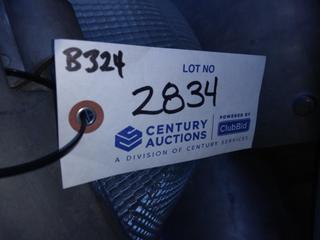 B324
LOT NO
2834
CENTURY
AUCTIONS
POWERED BY
ClubBid
A DIVISION OF CENTURY SERVICES